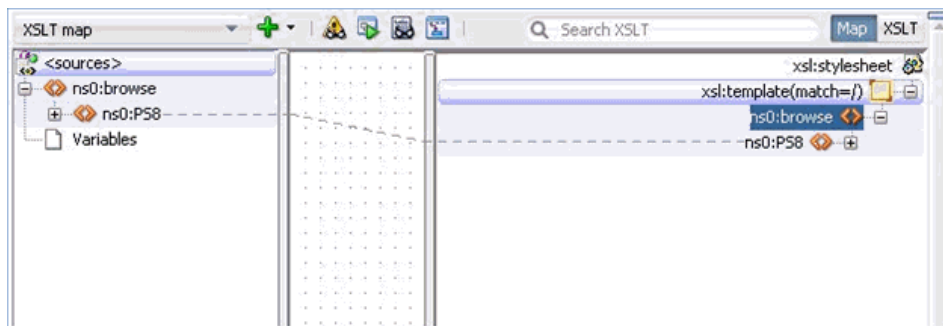 XSLT map
Search XSLT
Map
XSLT
<sources>
ns0:browse
ns0:PS8
Variables
xsl:stylesheet
xsl:template(match=/)
ns0:browse
ns0:PS8